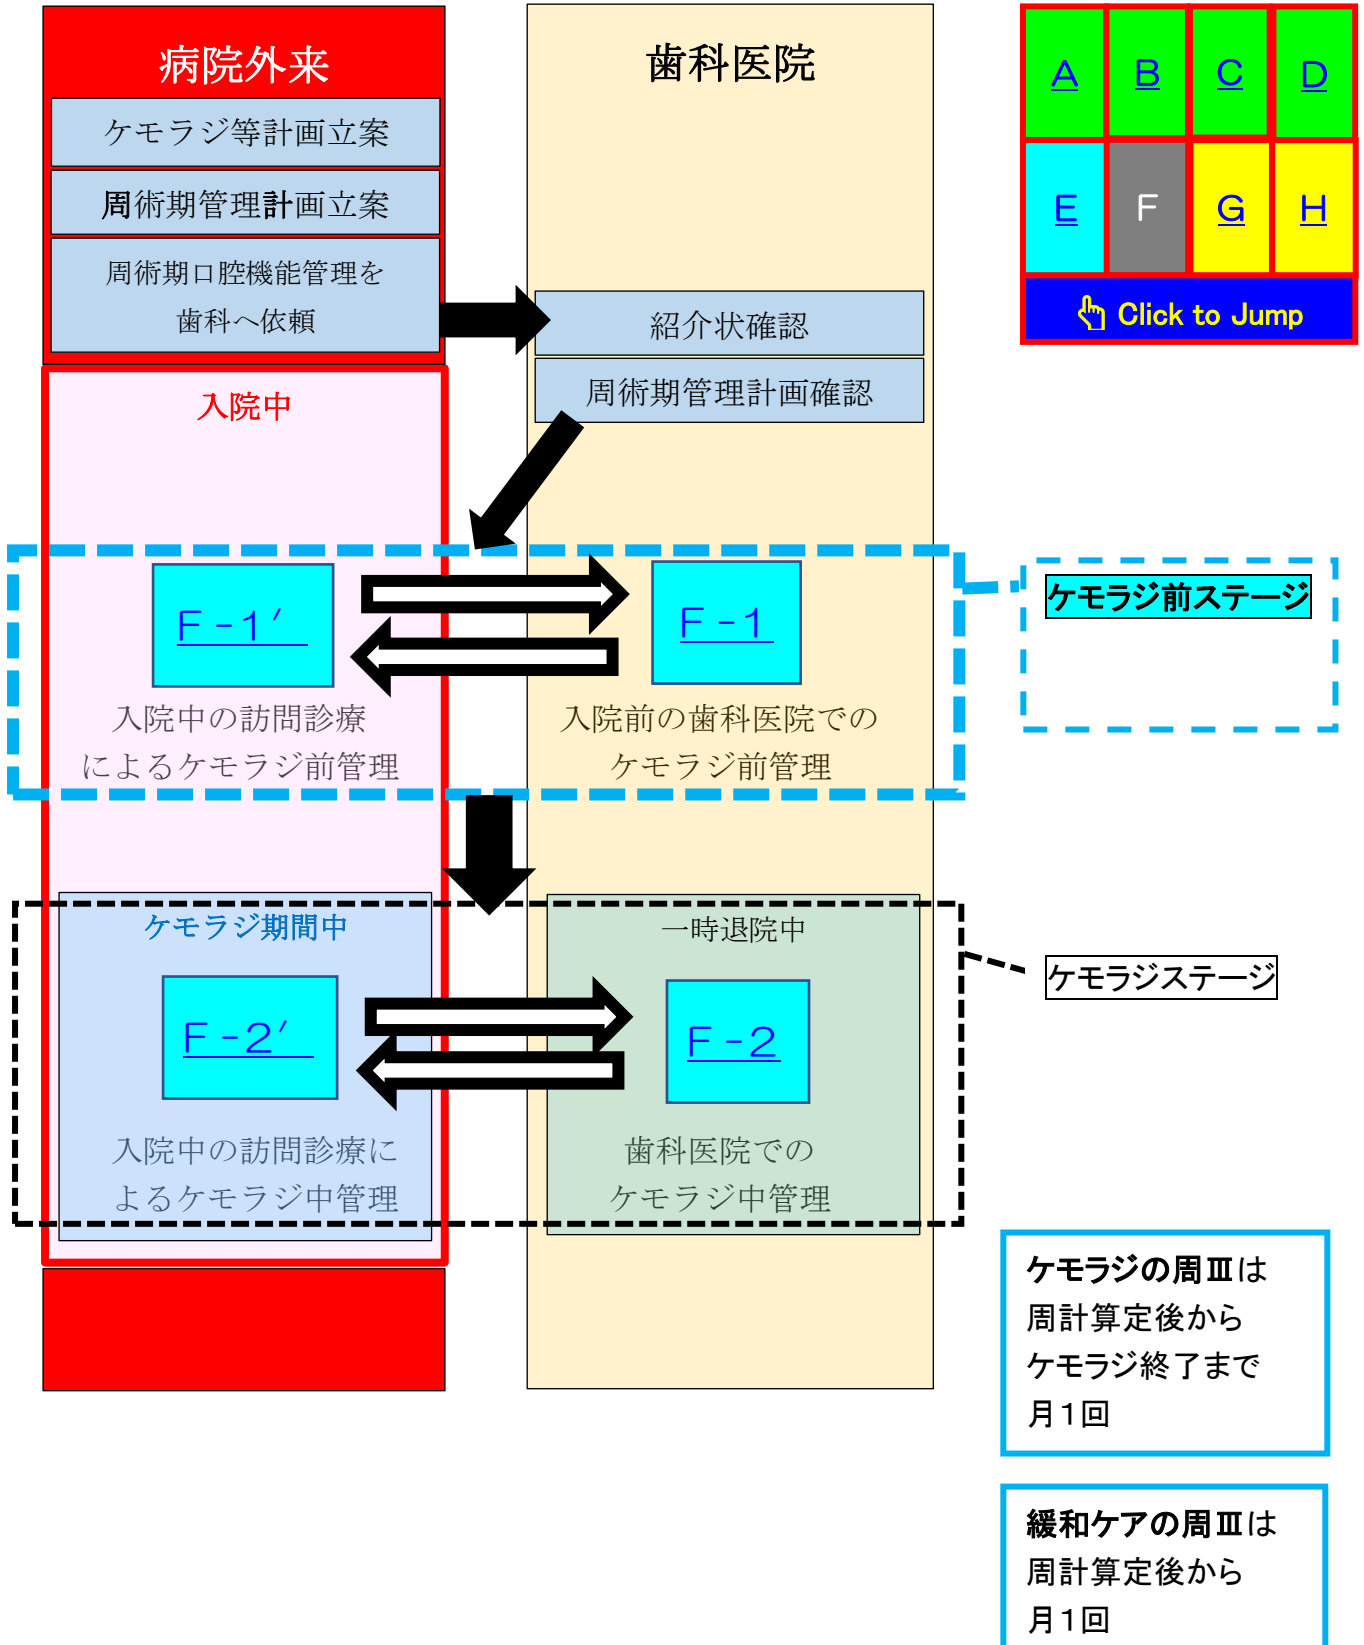 病院外来
ケモラジ等計画立案
周術期管理計画立案
周術期口腔機能管理を
歯科へ依頼
歯科医院
紹介状確認
周術期管理計画確認
A
B
C
D
E
F
G
H
Click to Jump
入院中
F-1′
F-1
入院中の訪問診療
によるケモラジ前管理
入院前の歯科医院での
ケモラジ前管理
ケモラジ前ステージ
ケモラジ期間中
一時退院中
F-2′
F-2
入院中の訪問診療に
よるケモラジ中管理
歯科医院での
ケモラジ中管理
ケモラジステージ
ケモラジの周Ⅲは
周計算定後から
ケモラジ終了まで
月1回
緩和ケアの周Ⅲは
周計算定後から
月1回